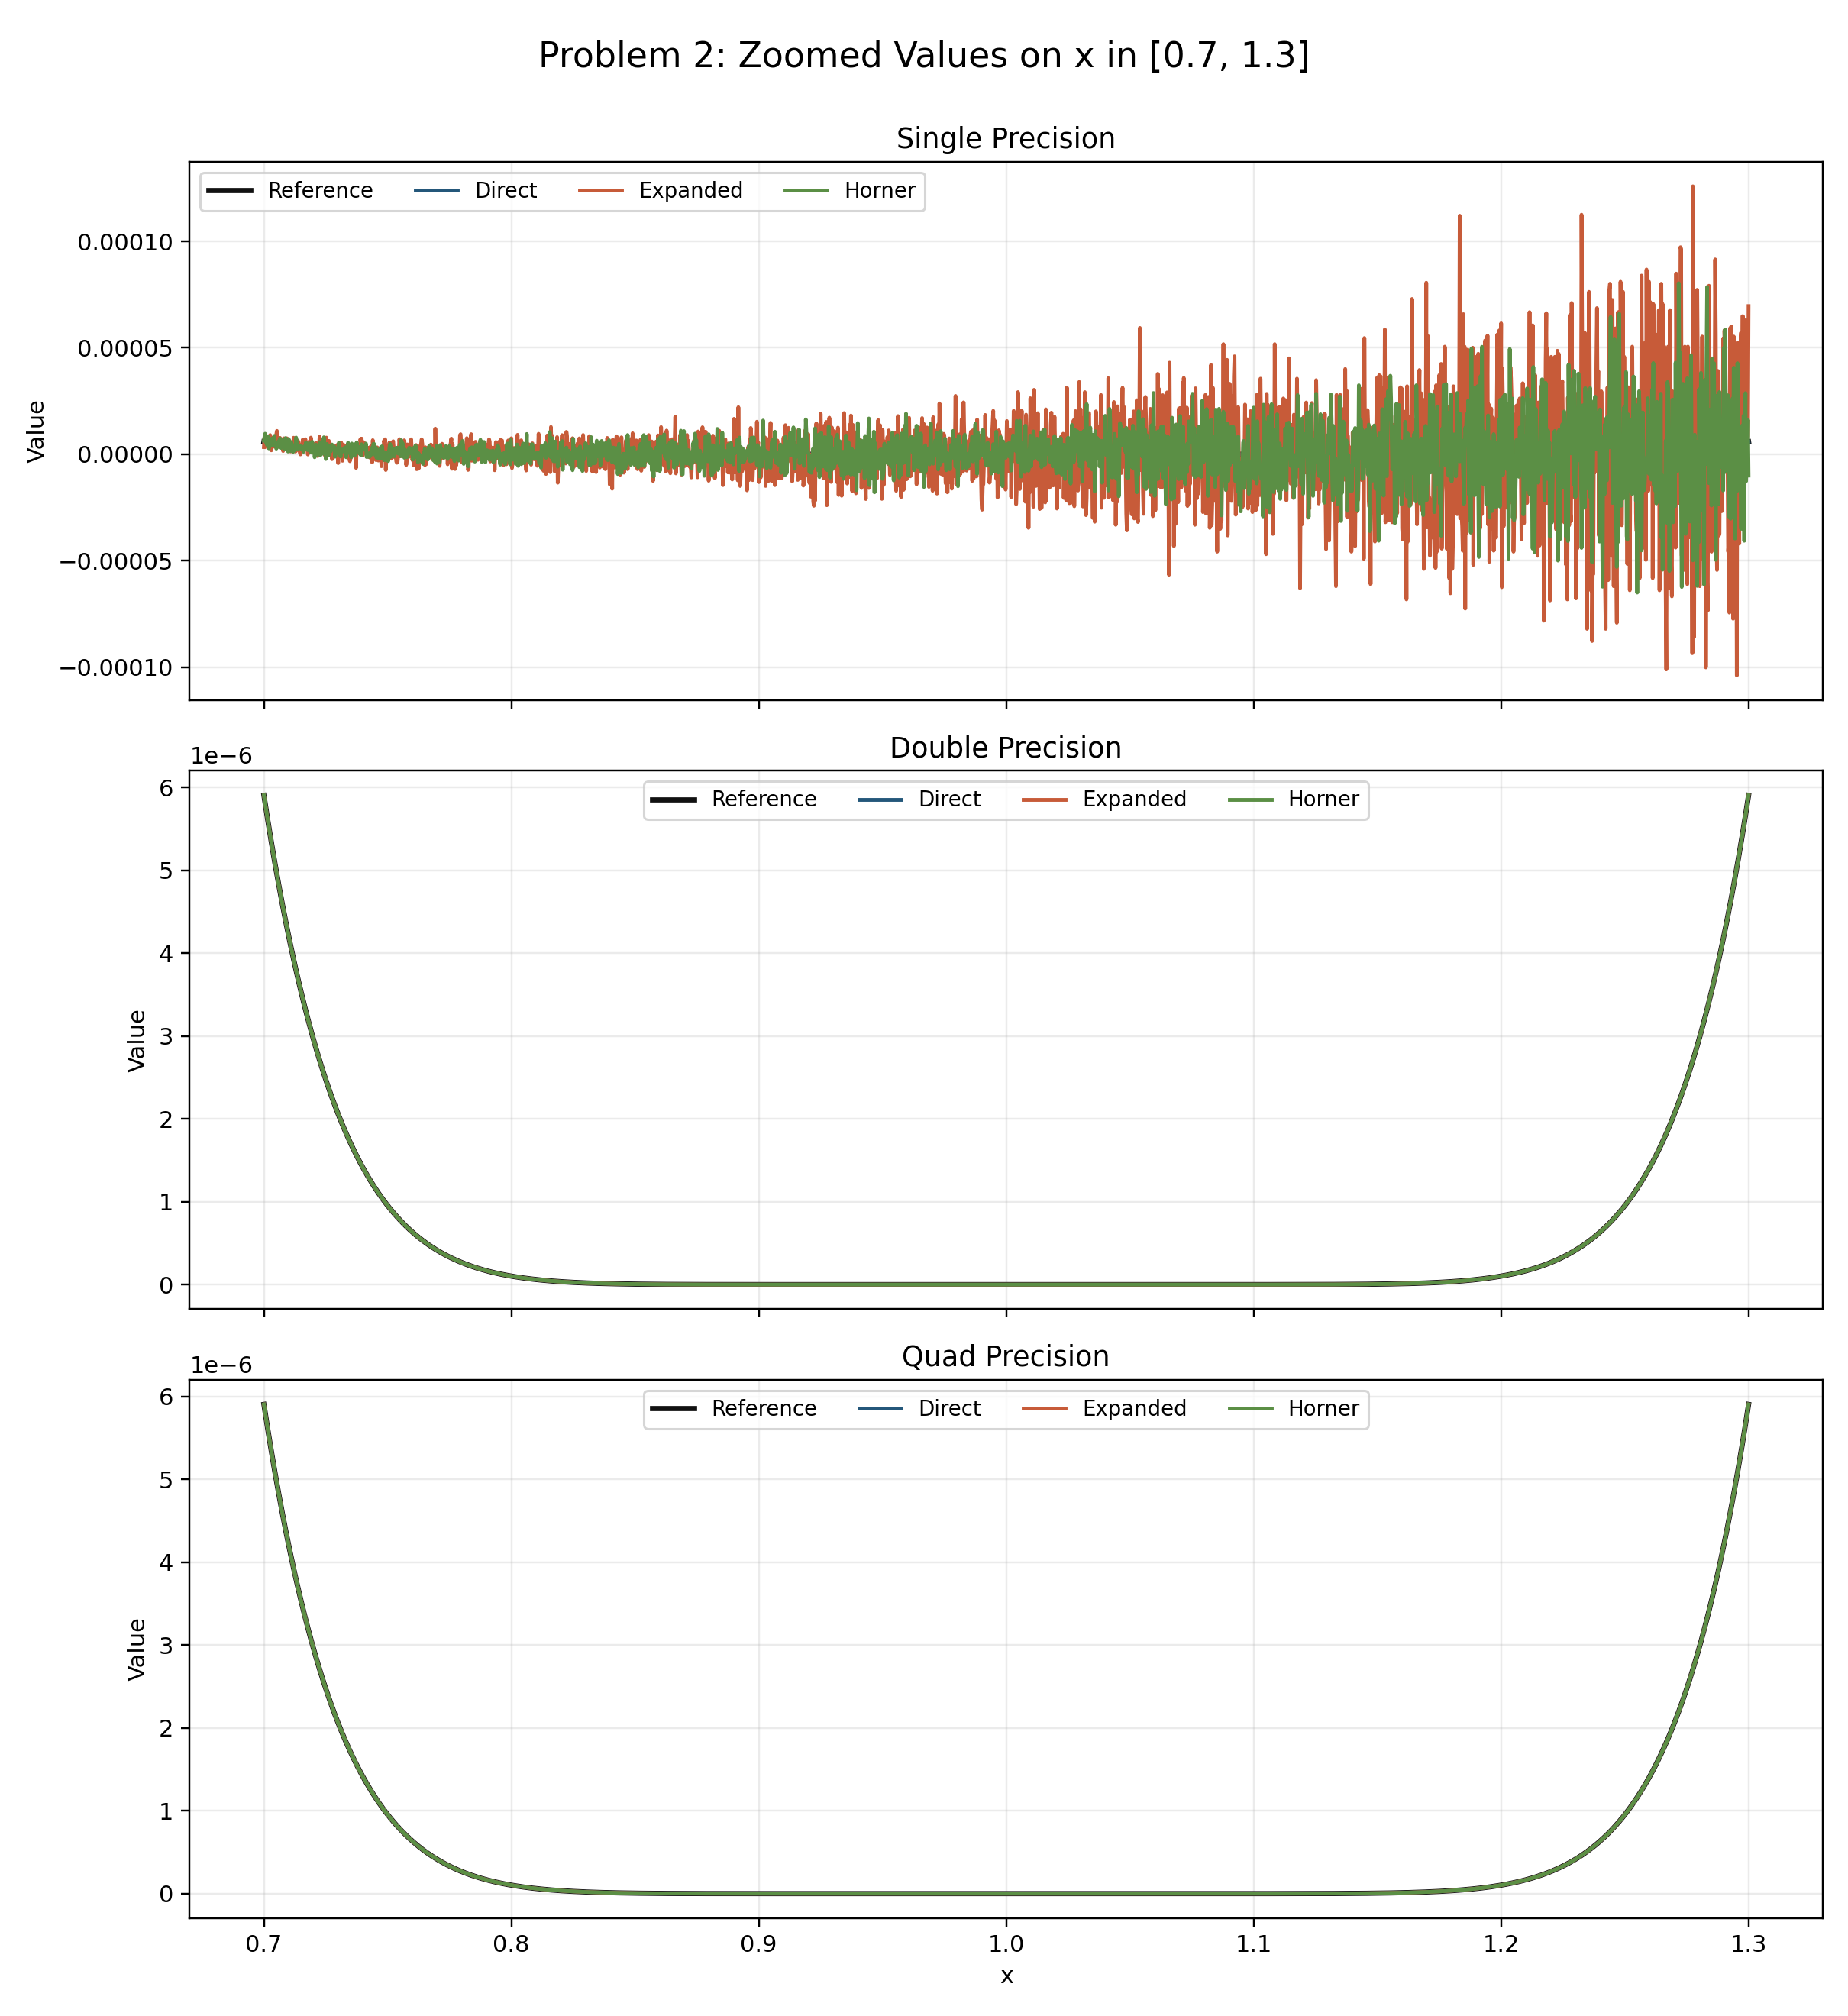 Problem 2: Zoomed Values on x in [0.7, 1.3]
Single Precision
Reference Direct Expanded Horner
0.00010
0.00005
0.00000
−0.00005
−0.00010
Value
Double Precision
1e−6
Reference Direct Expanded Horner
6
5
4
3
2
1
0
Value
Quad Precision
1e−6
Reference Direct Expanded Horner
6
5
4
3
2
1
0
Value
0.7 0.8 0.9 1.0 1.1 1.2 1.3
x